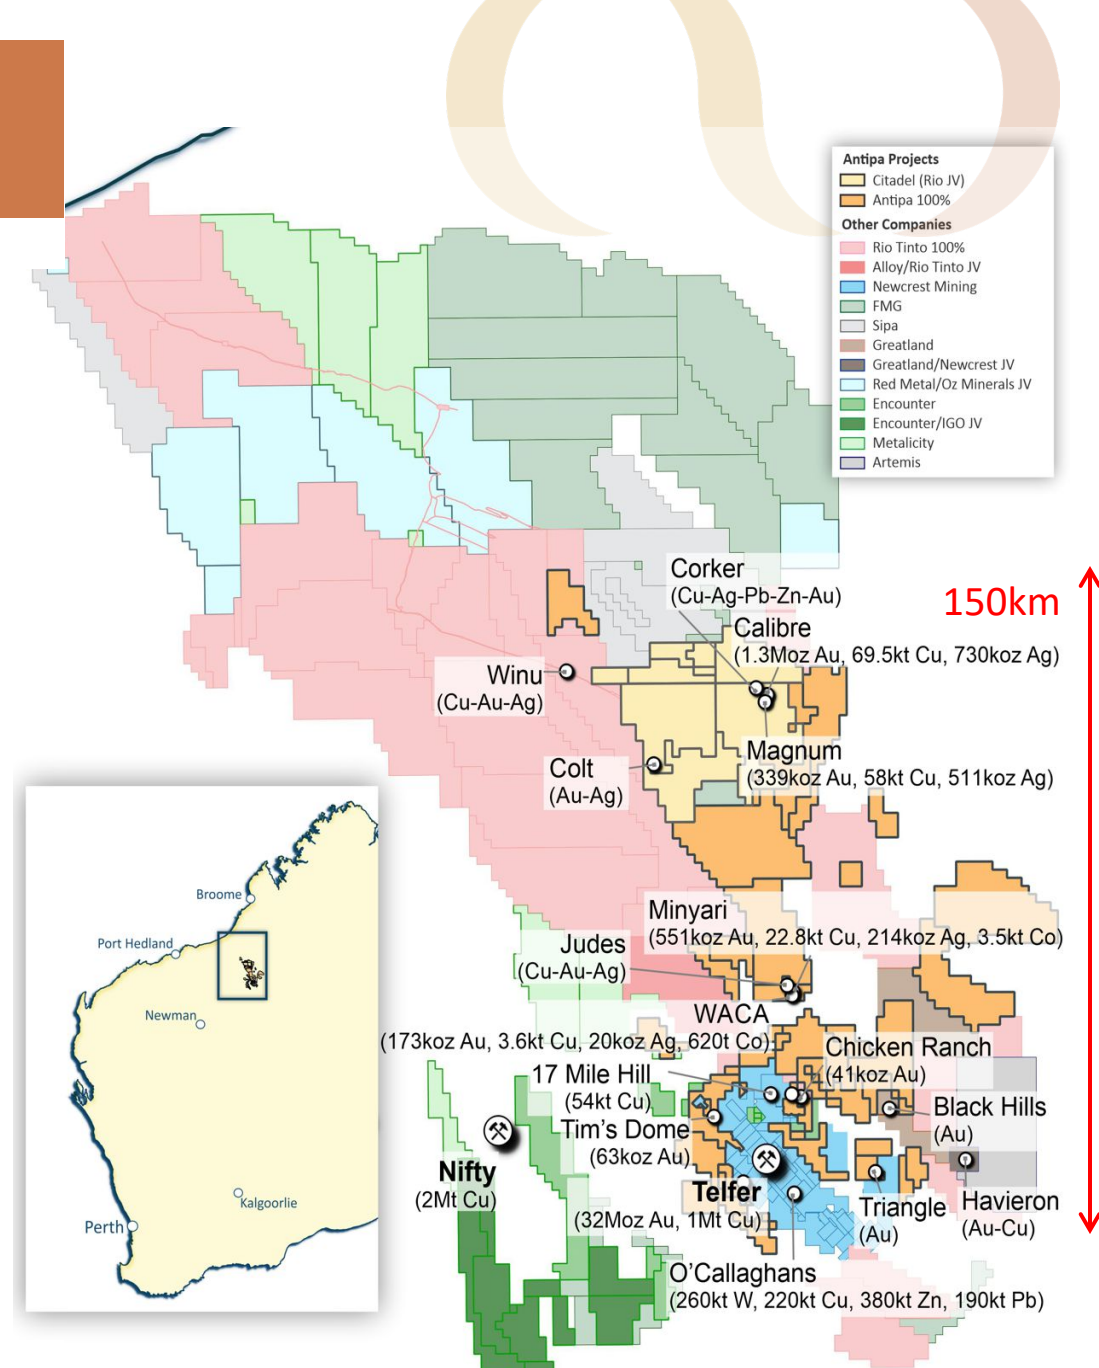 Antipa Projects
Citadel (Rio JV)
Antipa 100%
Other Companies
Rio Tinto 100%
Alloy/Rio Tinto JV
Newcrest Mining
FMG
Sipa
Greatland
Greatland/Newcrest JV
Red Metal/Oz Minerals JV
Encounter
Encounter/IGO JV
Metalicity
Artemis
150km
Corker
(Cu-Ag-Pb-Zn-Au)
Calibre
(1.3Moz Au, 69.5kt Cu, 730koz Ag)
Winu
(Cu-Au-Ag)
Magnum
(339koz Au, 58kt Cu, 511koz Ag)
Colt
(Au-Ag)
Minyari
(551koz Au, 22.8kt Cu, 214koz Ag, 3.5kt Co)
Judes
(Cu-Au-Ag)
WACA
(173koz Au, 3.6kt Cu, 20koz Ag, 620t Co)
Chicken Ranch
(41koz Au)
17 Mile Hill
(54kt Cu)
Black Hills
(Au)
Tim's Dome
(63koz Au)
Nifty
(2Mt Cu)
Telfer
(32Moz Au, 1Mt Cu)
Triangle
(Au)
Havieron
(Au-Cu)
O'Callaghans
(260kt W, 220kt Cu, 380kt Zn, 190kt Pb)
Broome
Port Hedland
Newman
Kalgoorlie
Perth